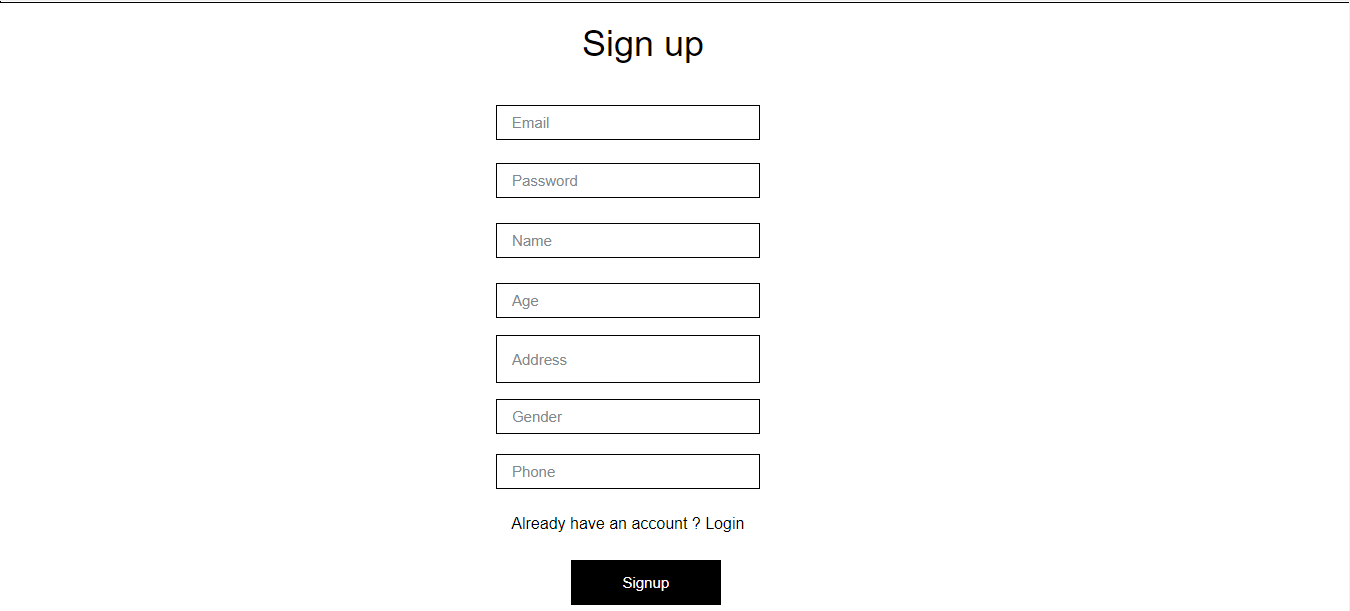 Sign up
Email
Password
Name
Age
Address
Gender
Phone
Already have an account ? Login
Signup